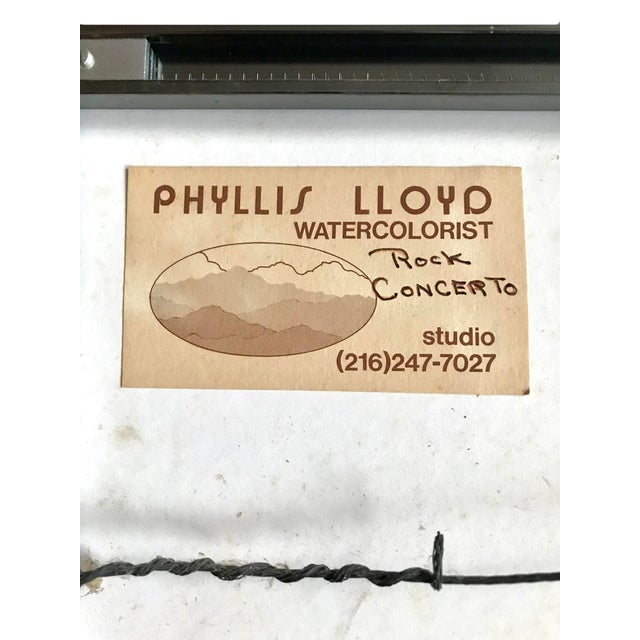 PHYLLIS LLOYD
WATERCOLORIST
ROCK
CONCERTO
studio
(216)247-7027